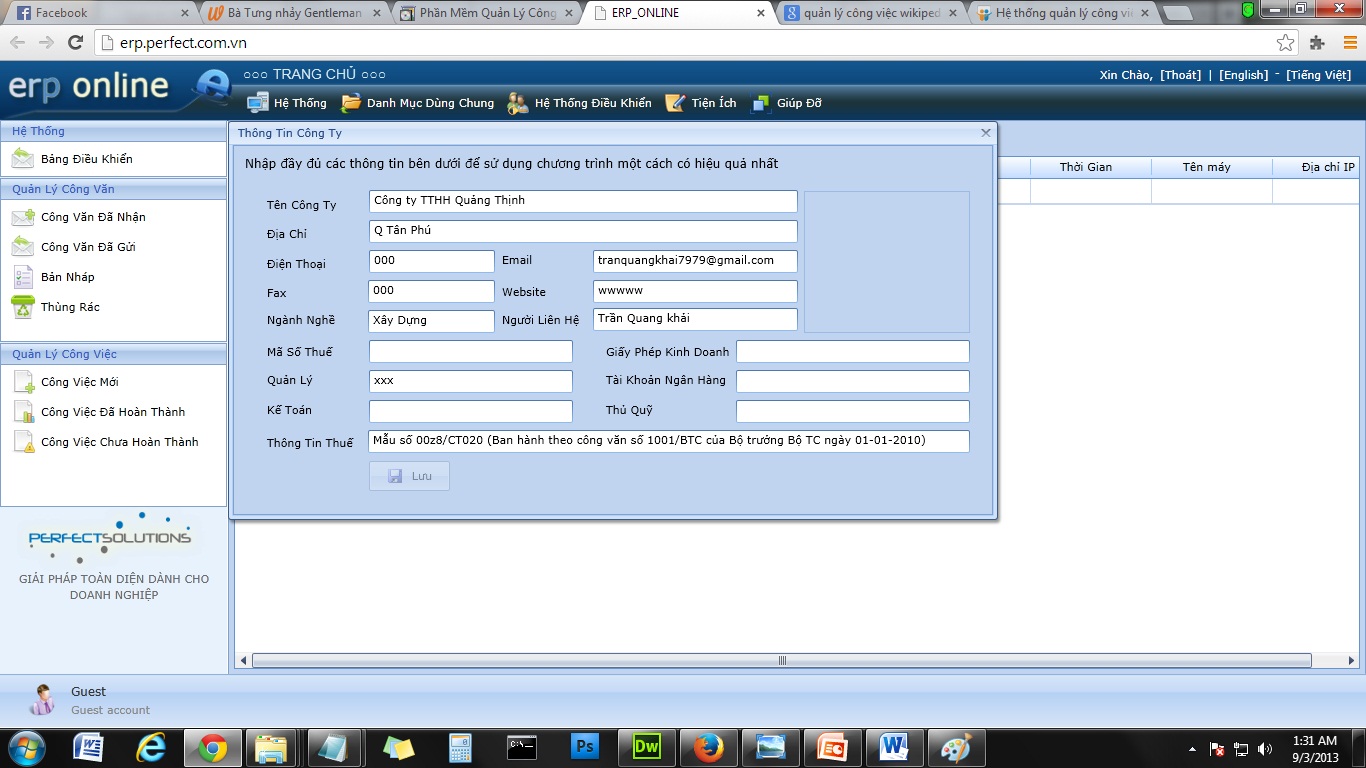 Facebook
Bà Tưng nhảy Gentleman
Phần Mềm Quản Lý Công
ERP_ONLINE
quản lý công việc wikiped
Hệ thống quản lý công việ
erp.perfect.com.vn
erp online
○○○ TRANG CHỦ ○○○
Xin Chào, [Thoát] | [English] - [Tiếng Việt]
Hệ Thống
Danh Mục Dùng Chung
Hệ Thống Điều Khiển
Tiện Ích
Giúp Đỡ
Hệ Thống
Bảng Điều Khiển
Quản Lý Công Văn
Công Văn Đã Nhận
Công Văn Đã Gửi
Bản Nháp
Thùng Rác
Quản Lý Công Việc
Công Việc Mới
Công Việc Đã Hoàn Thành
Công Việc Chưa Hoàn Thành
PERFECTSOLUTIONS
GIẢI PHÁP TOÀN DIỆN DÀNH CHO
DOANH NGHIỆP
Thông Tin Công Ty
Nhập đầy đủ các thông tin bên dưới để sử dụng chương trình một cách có hiệu quả nhất
Tên Công Ty Công ty TTHH Quảng Thịnh
Địa Chỉ Q Tân Phú
Điện Thoại 000 Email tranquangkhai7979@gmail.com
Fax 000 Website wwwww
Ngành Nghề Xây Dựng Người Liên Hệ Trần Quang khải
Mã Số Thuế Giấy Phép Kinh Doanh
Quản Lý xxx Tài Khoản Ngân Hàng
Kế Toán Thủ Quỹ
Thông Tin Thuế Mẫu số 00z8/CT020 (Ban hành theo công văn số 1001/BTC của Bộ trưởng Bộ TC ngày 01-01-2010)
Lưu
Thời Gian Tên máy Địa chỉ IP
Guest
Guest account
1:31 AM
9/3/2013